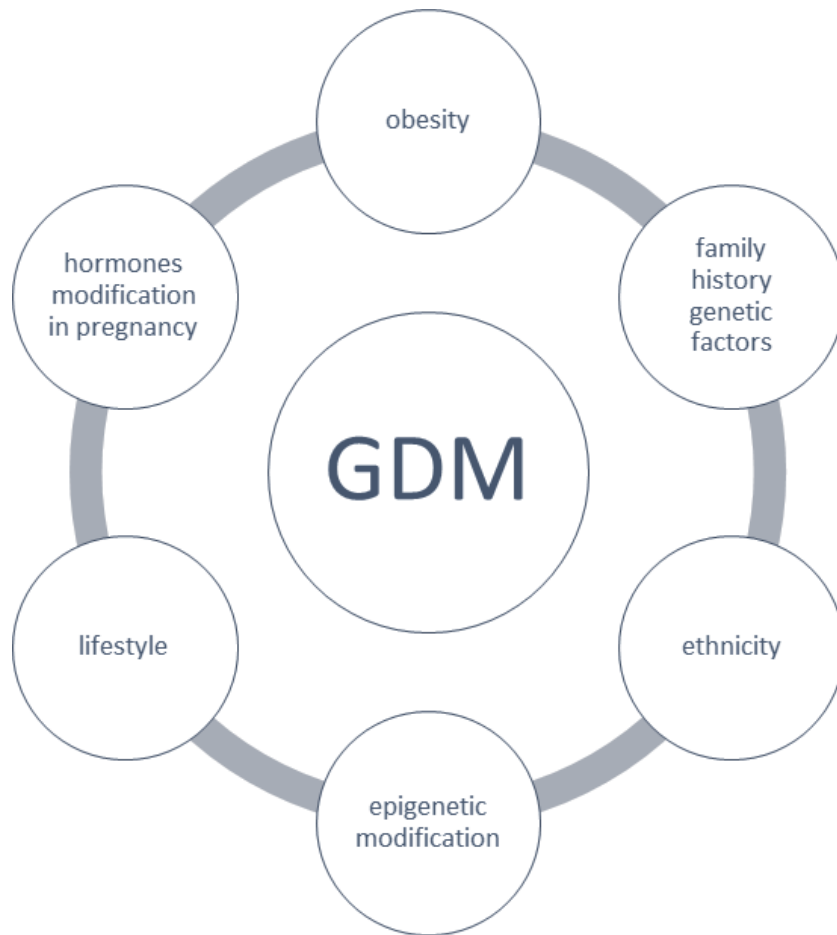 obesity
family
history
genetic
factors
ethnicity
epigenetic
modification
lifestyle
hormones
modification
in pregnancy
GDM